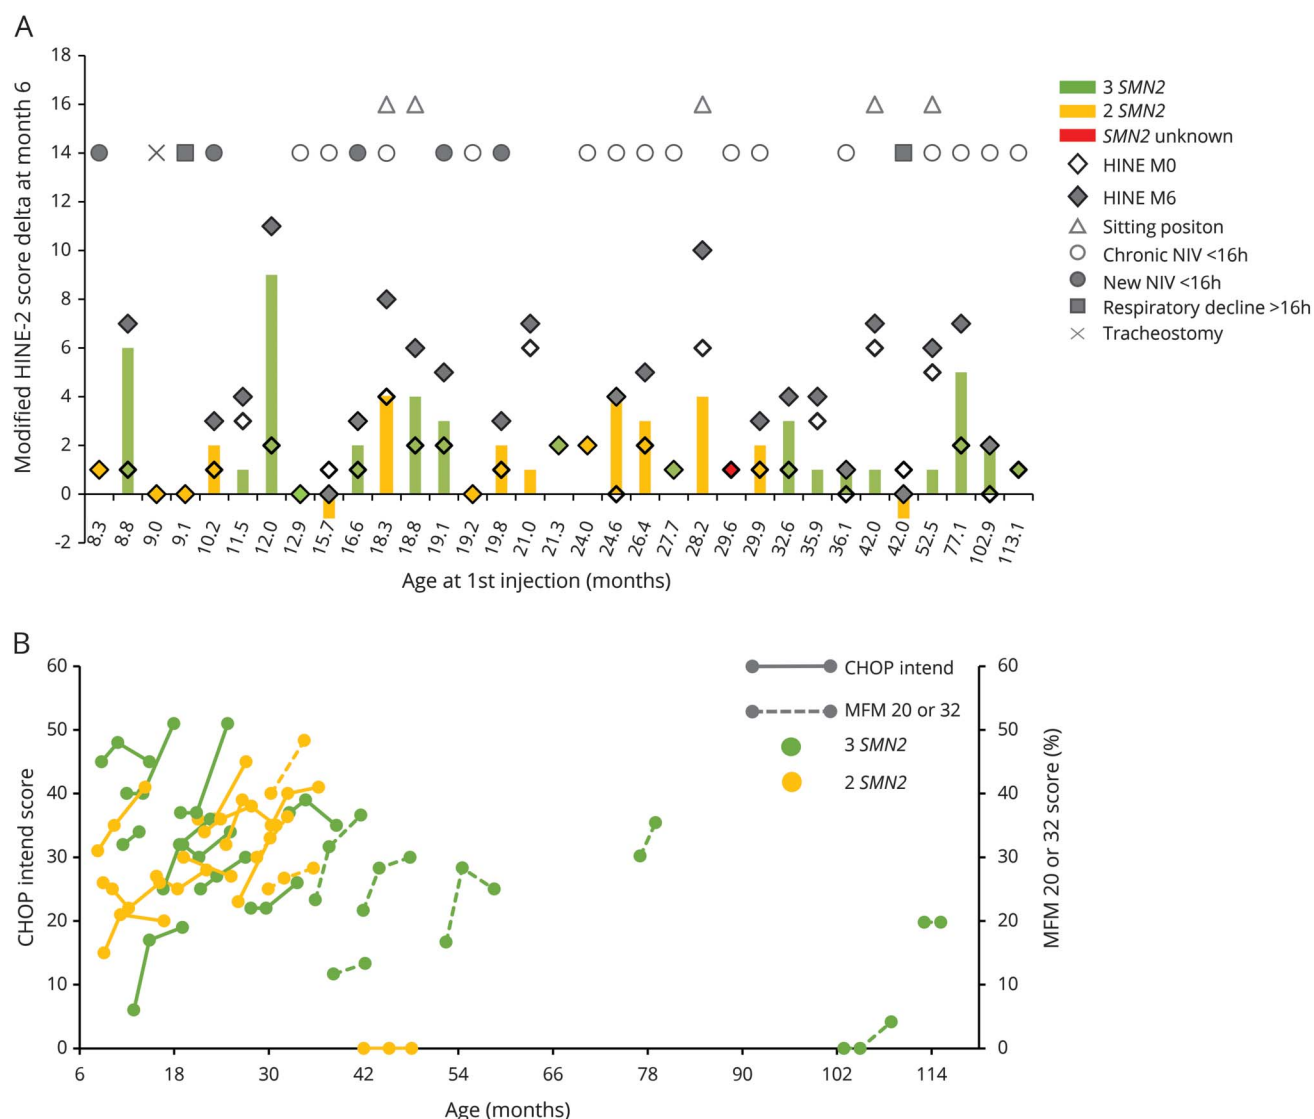 A
Modified HINE-2 score delta at month 6
18
16
14
12
10
8
6
4
2
0
-2
8.3 8.8 9.0 9.1 10.2 11.5 12.0 12.9 15.7 16.6 18.3 18.8 19.1 19.2 19.8 21.0 21.3 24.0 24.6 26.4 27.7 28.2 29.6 29.9 32.6 35.9 36.1 42.0 42.0 52.5 77.1 102.9 113.1
Age at 1st injection (months)
3 SMN2
2 SMN2
SMN2 unknown
HINE M0
HINE M6
Sitting positon
Chronic NIV <16h
New NIV <16h
Respiratory decline >16h
Tracheostomy
B
CHOP intend score
60
50
40
30
20
10
0
6 18 30 42 54 66 78 90 102 114
Age (months)
CHOP intend
MFM 20 or 32
3 SMN2
2 SMN2
60
50
40
30
20
10
0
MFM 20 or 32 score (%)